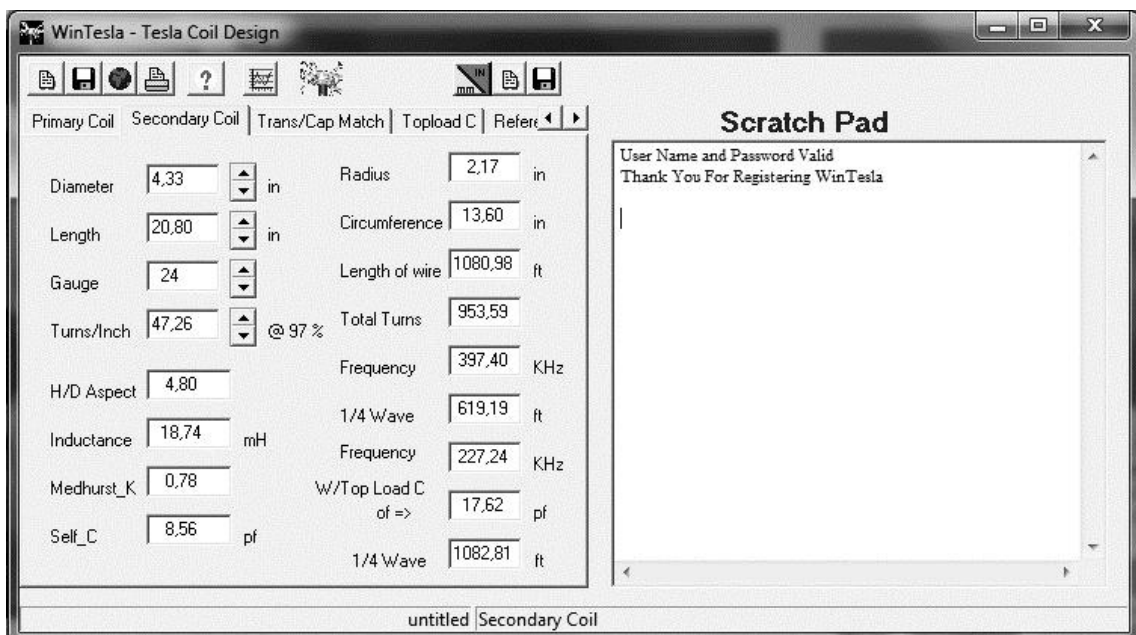 WinTesla - Tesla Coil Design
IN
mm
Primary Coil Secondary Coil Trans/Cap Match Topload C Refere
Diameter 4,33 in
Length 20,80 in
Gauge 24
Turns/Inch 47,26 @ 97 %
H/D Aspect 4,80
Inductance 18,74 mH
Medhurst_K 0,78
Self_C 8,56 pf
Radius 2,17 in
Circumference 13,60 in
Length of wire 1080,98 ft
Total Turns 953,59
Frequency 397,40 KHz
1/4 Wave 619,19 ft
Frequency 227,24 KHz
W/Top Load C
of => 17,62 pf
1/4 Wave 1082,81 ft
Scratch Pad
User Name and Password Valid
Thank You For Registering WinTesla
untitled Secondary Coil